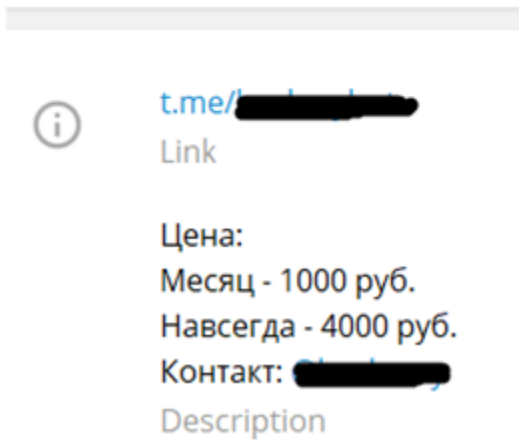 t.me/
Link
Цена:
Месяц - 1000 руб.
Навсегда - 4000 руб.
Контакт:
Description